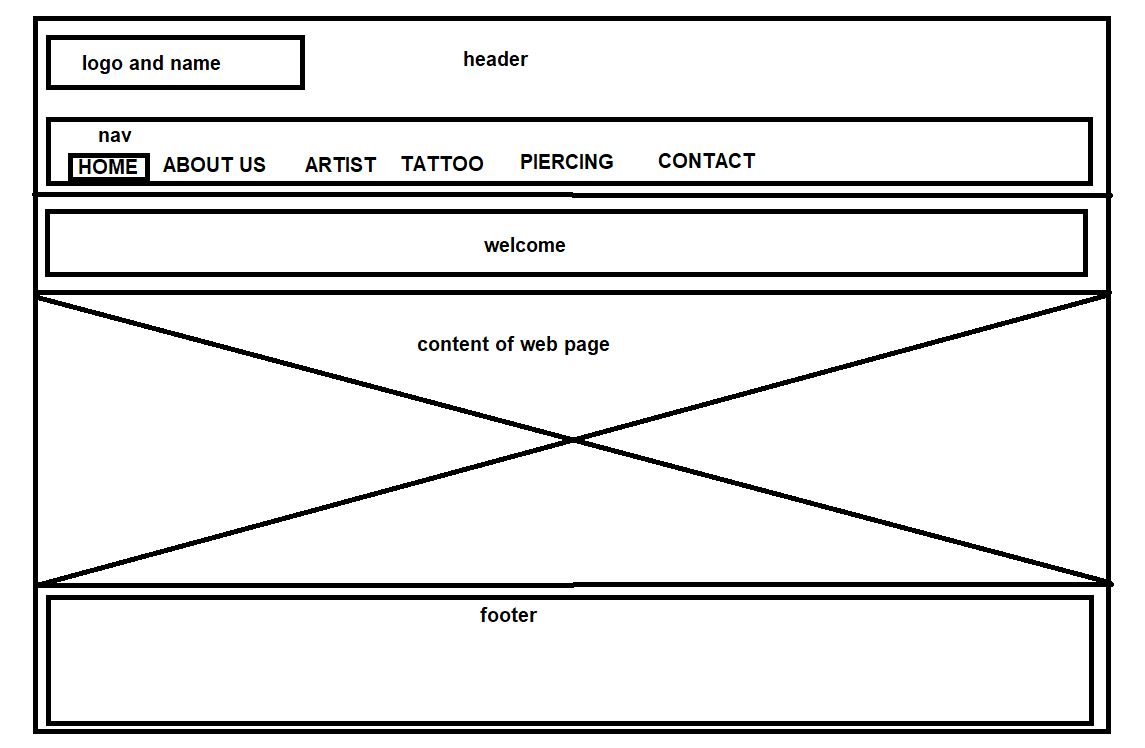 logo and name
header
nav
HOME ABOUT US ARTIST TATTOO PIERCING CONTACT
welcome
content of web page
footer